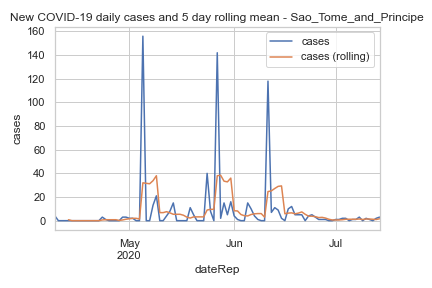 New COVID-19 daily cases and 5 day rolling mean - Sao_Tome_and_Principe
160
140
120
100
80
60
40
20
0
cases
cases
cases (rolling)
May
2020
Jun
Jul
dateRep